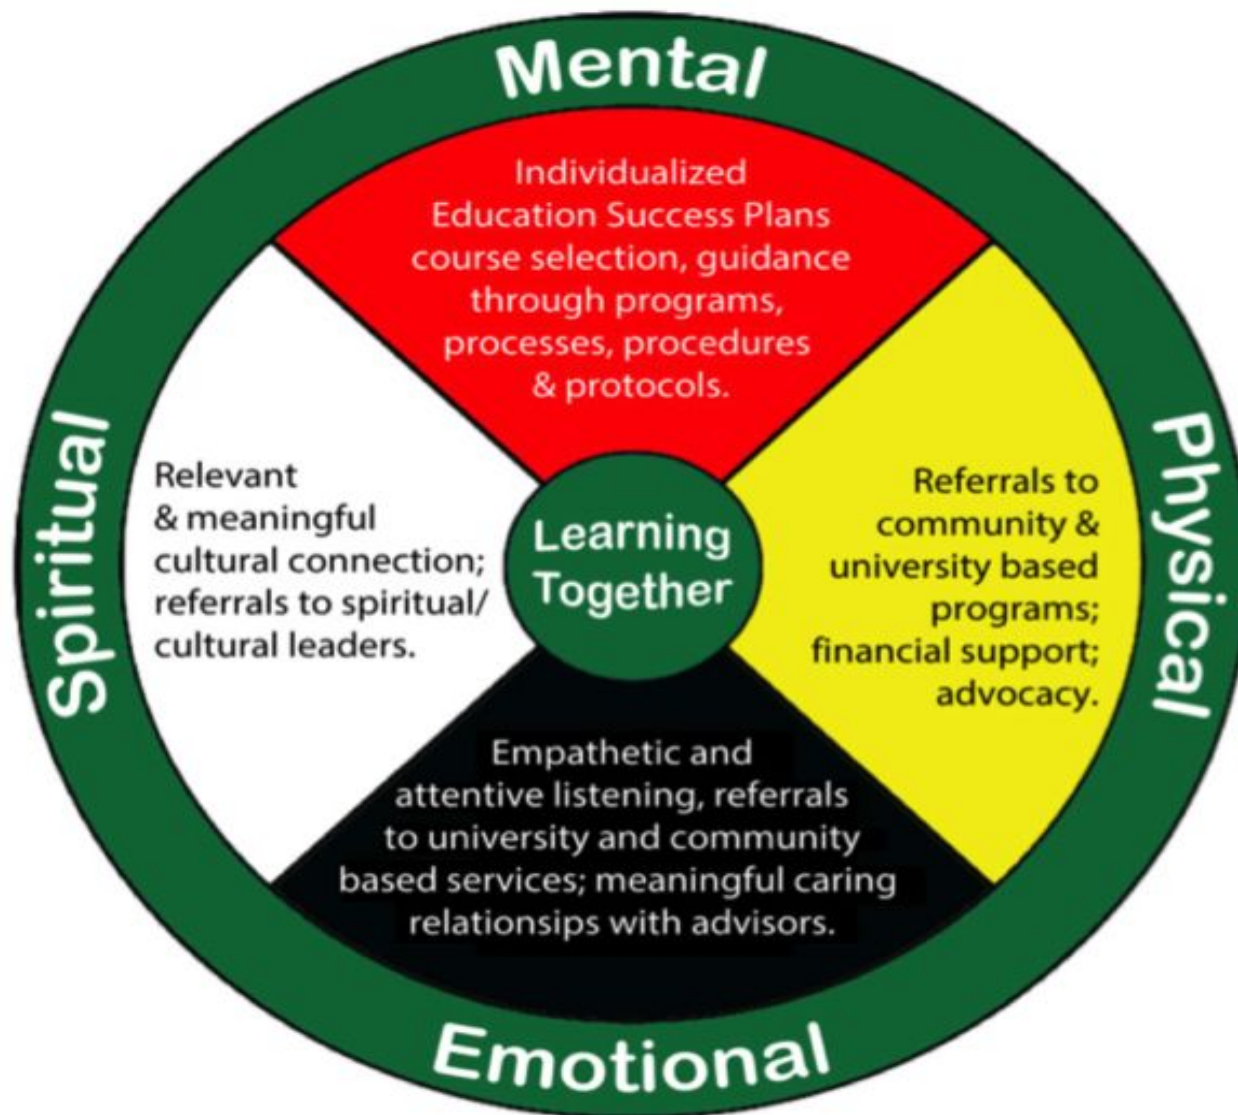 Mental
Individualized
Education Success Plans
course selection, guidance
through programs,
processes, procedures
& protocols.
Spiritual
Relevant
& meaningful
cultural connection;
referrals to spiritual/
cultural leaders.
Learning
Together
Referrals to
community &
university based
programs;
financial support;
advocacy.
Physical
Empathetic and
attentive listening, referrals
to university and community
based services; meaningful caring
relationsips with advisors.
Emotional